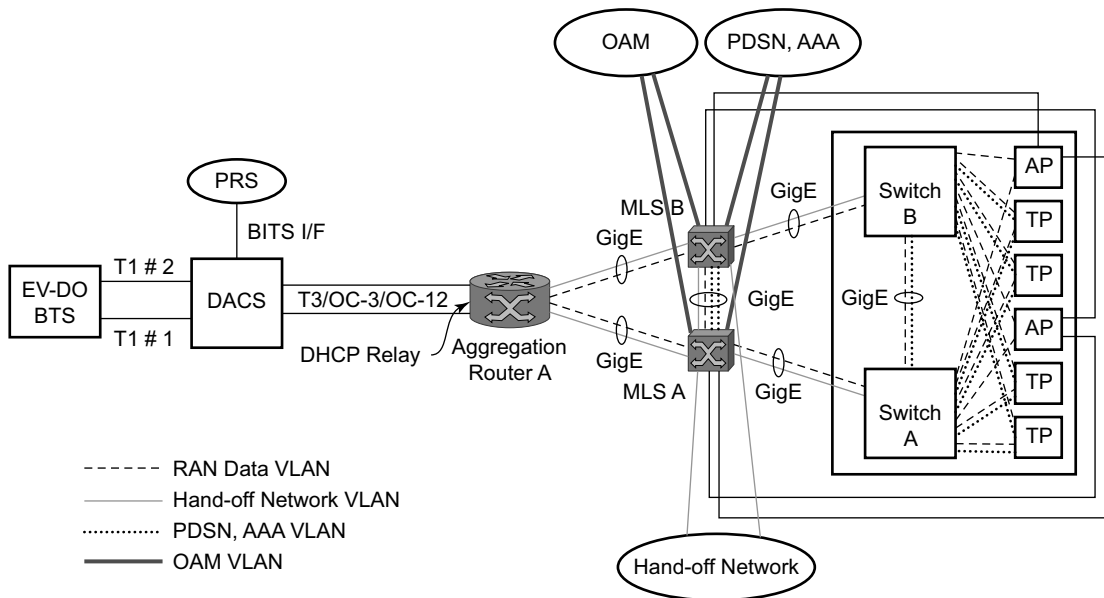 OAM
PDSN, AAA
PRS
BITS I/F
EV-DO
BTS
T1 # 2
T1 # 1
DACS
T3/OC-3/OC-12
DHCP Relay
Aggregation
Router A
GigE
GigE
MLS B
MLS A
GigE
GigE
GigE
Switch
B
GigE
Switch
A
AP
TP
TP
AP
TP
TP
RAN Data VLAN
Hand-off Network VLAN
PDSN, AAA VLAN
OAM VLAN
Hand-off Network